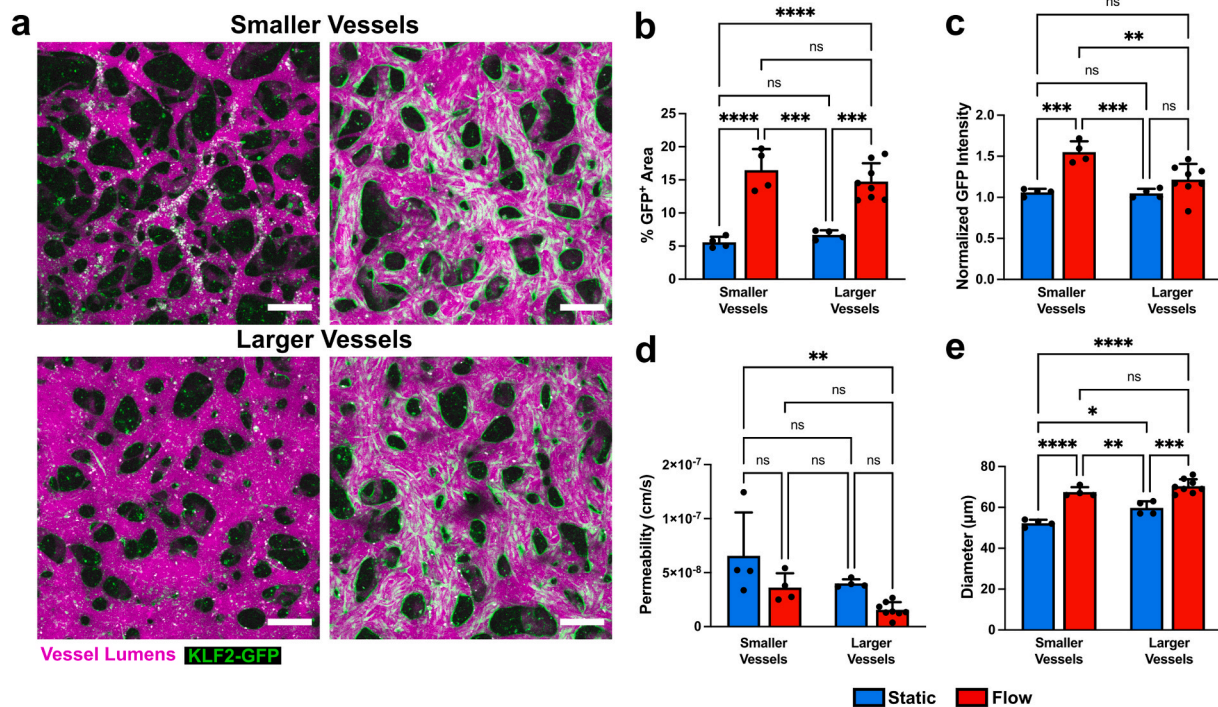 a
Smaller Vessels
Larger Vessels
Vessel Lumens KLF2-GFP
b
****
ns
ns
**** *** ***
% GFP⁺ Area
25
20
15
10
5
0
Smaller Vessels
Larger Vessels
c
ns
**
ns
*** *** ns
Normalized GFP Intensity
2.0
1.5
1.0
0.5
0.0
Smaller Vessels
Larger Vessels
d
**
ns
ns
ns ns ns
Permeability (cm/s)
2×10⁻⁷
1×10⁻⁷
5×10⁻⁸
0
Smaller Vessels
Larger Vessels
e
****
ns
*
**** ** ***
Diameter (μm)
80
60
40
20
0
Smaller Vessels
Larger Vessels
Static Flow